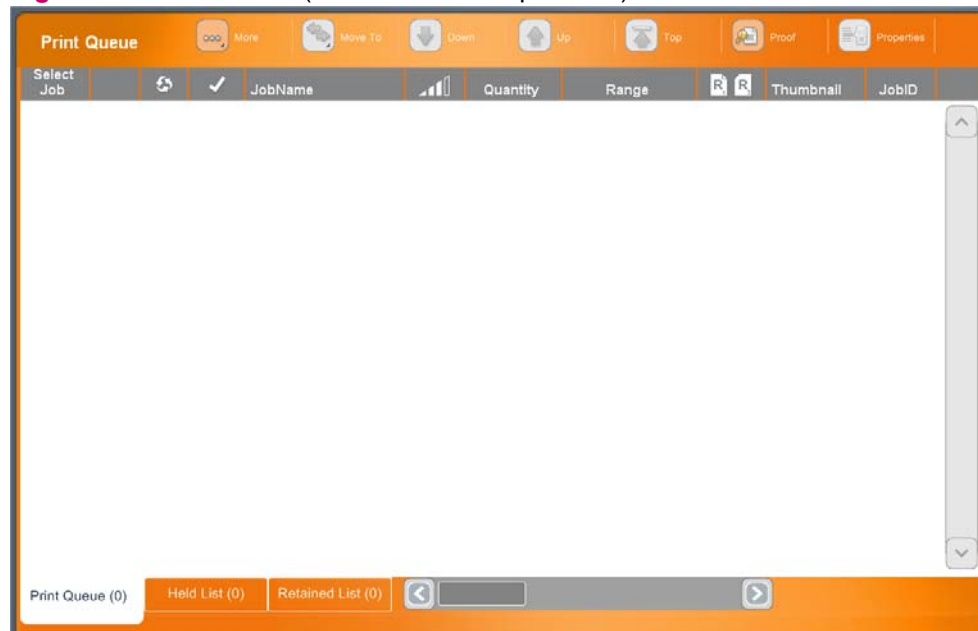 Print Queue
More
Move To
Down
Up
Top
Proof
Properties
Select Job
JobName
Quantity
Range
R R
Thumbnail
JobID
Print Queue (0)
Held List (0)
Retained List (0)